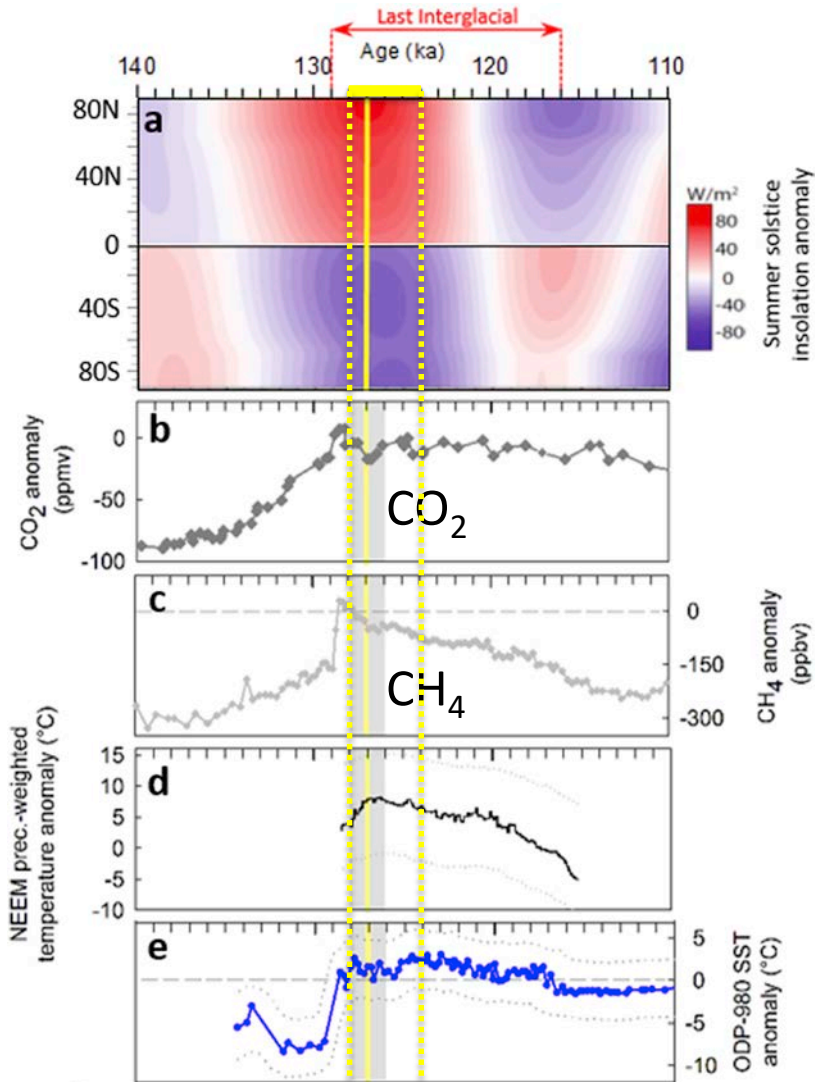 Last Interglacial
Age (ka)
140 130 120 110
a
80N
40N
0
40S
80S
W/m²
80
40
0
-40
-80
Summer solstice
insolation anomaly
b
0
-50
-100
CO₂ anomaly
(ppmv)
CO₂
c
0
-150
-300
CH₄ anomaly
(ppbv)
CH₄
d
15
10
5
0
-5
-10
NEEM prec.-weighted
temperature anomaly (°C)
e
5
0
-5
-10
ODP-980 SST
anomaly (°C)